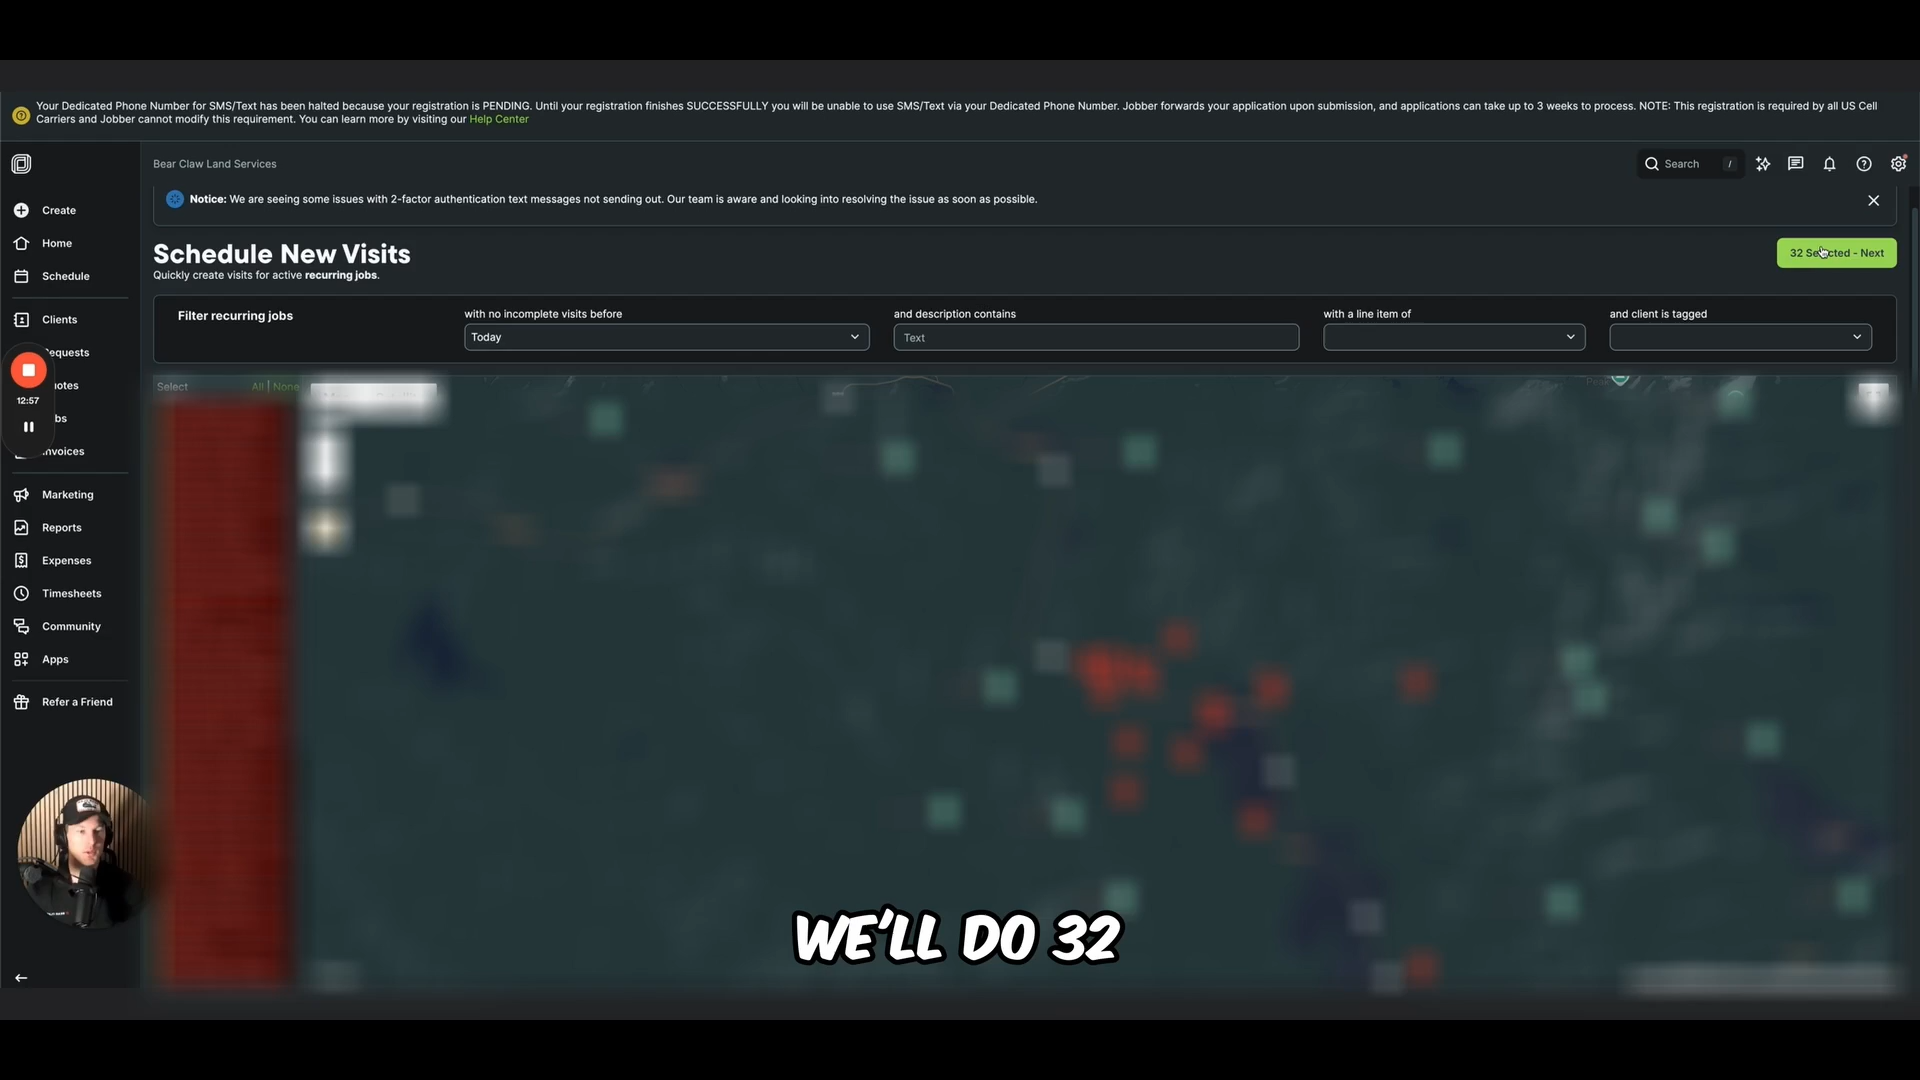 Your Dedicated Phone Number for SMS/Text has been halted because your registration is PENDING. Until your registration finishes SUCCESSFULLY you will be unable to use SMS/Text via your Dedicated Phone Number. Jobber forwards your application upon submission, and applications can take up to 3 weeks to process. NOTE: This registration is required by all US Cell
Carriers and Jobber cannot modify this requirement. You can learn more by visiting our Help Center
Bear Claw Land Services
Search /
Notice: We are seeing some issues with 2-factor authentication text messages not sending out. Our team is aware and looking into resolving the issue as soon as possible.
Create
Home
Schedule
Clients
equests
uotes
bs
nvoices
Marketing
Reports
Expenses
Timesheets
Community
Apps
Refer a Friend
12:57
Schedule New Visits
32 Selected - Next
Quickly create visits for active recurring jobs.
Filter recurring jobs
with no incomplete visits before
Today
and description contains
Text
with a line item of
and client is tagged
Select All | None
Peak
WE'LL DO 32